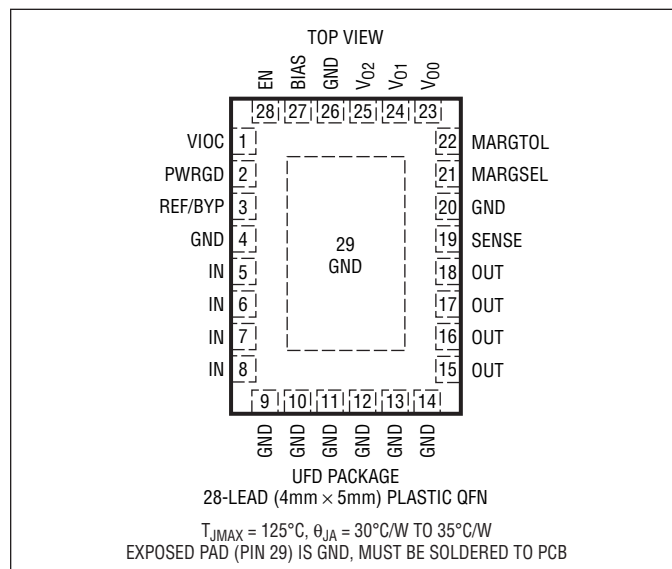 TOP VIEW
EN BIAS GND VO2 VO1 VO0
28 27 26 25 24 23
VIOC 1
PWRGD 2
REF/BYP 3
GND 4
IN 5
IN 6
IN 7
IN 8
29
GND
22 MARGTOL
21 MARGSEL
20 GND
19 SENSE
18 OUT
17 OUT
16 OUT
15 OUT
9 10 11 12 13 14
GND GND GND GND GND GND
UFD PACKAGE
28-LEAD (4mm × 5mm) PLASTIC QFN
TJMAX = 125°C, θJA = 30°C/W TO 35°C/W
EXPOSED PAD (PIN 29) IS GND, MUST BE SOLDERED TO PCB